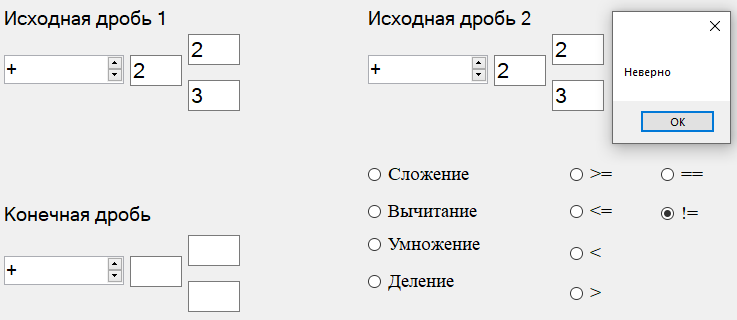 Исходная дробь 1
+
2
2
3
Исходная дробь 2
+
2
2
3
Неверно
OK
Сложение
Вычитание
Умножение
Деление
>=
<=
<
>
==
!=
Конечная дробь
+